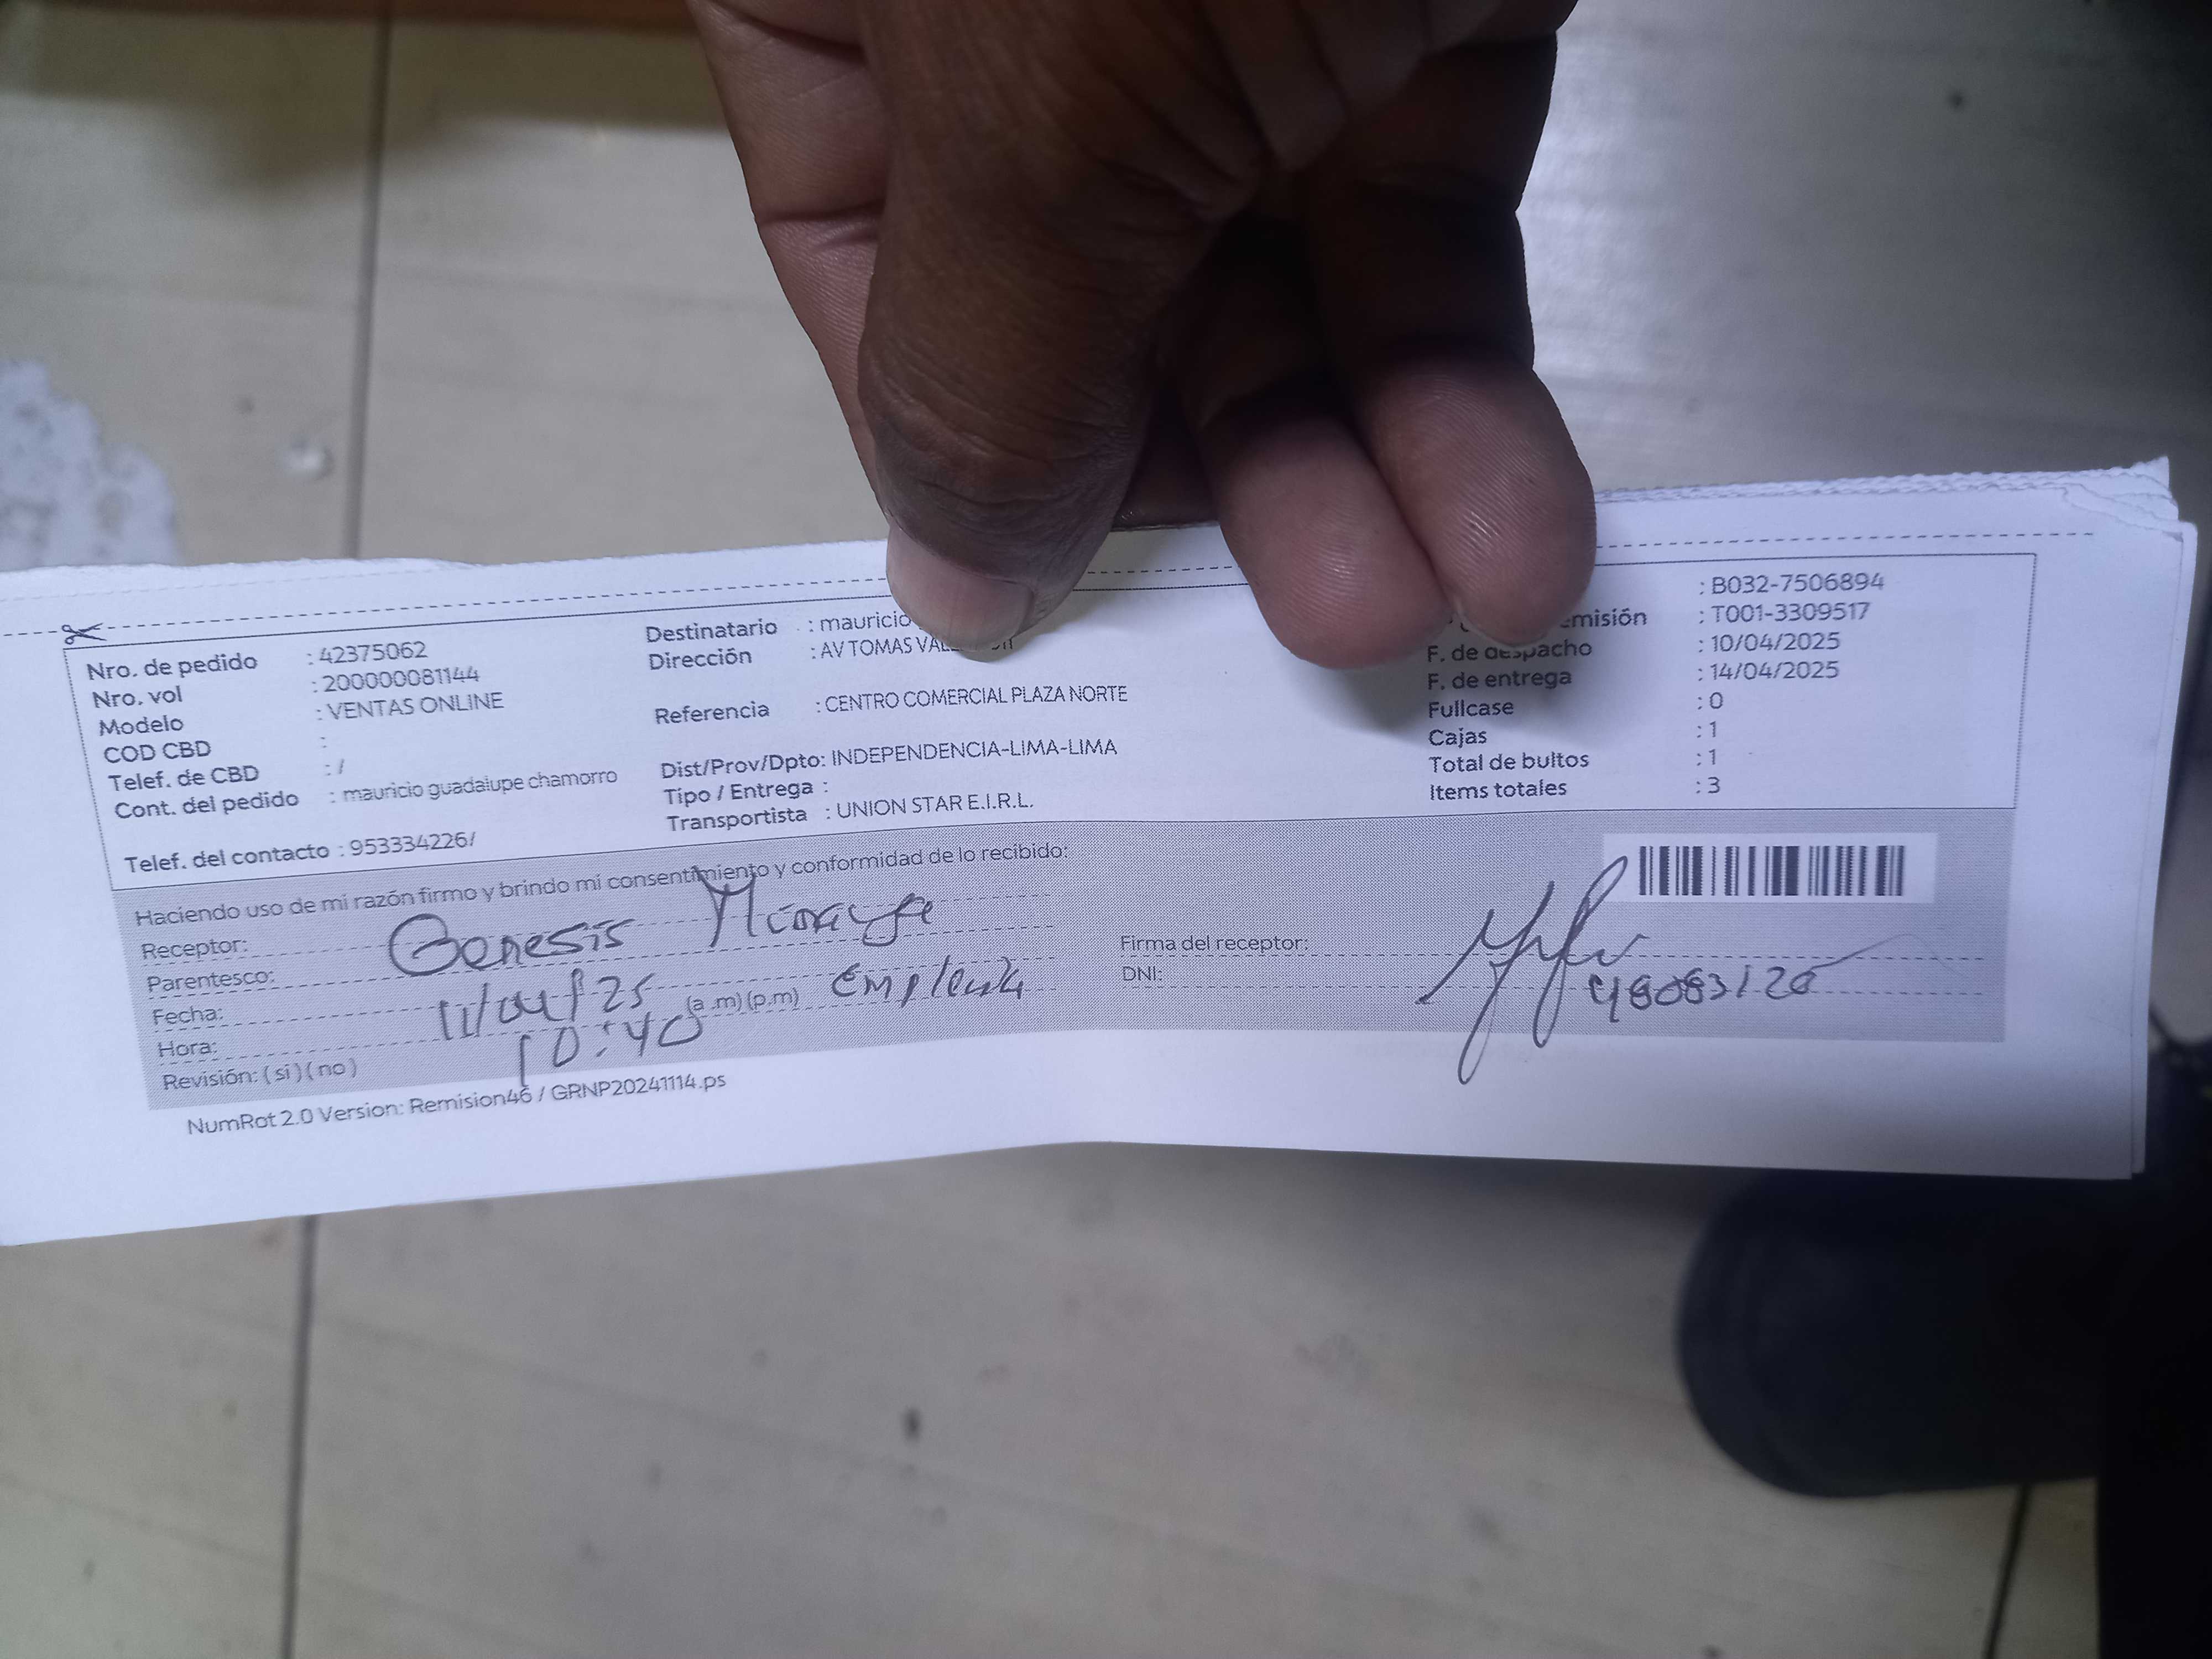 Nro. de pedido : 42375062
Nro. vol : 200000081144
Modelo : VENTAS ONLINE
COD CBD :
Telef. de CBD : /
Cont. del pedido : mauricio guadalupe chamorro
Telef. del contacto : 953334226/
Destinatario : mauricio
Dirección : AV TOMAS
Referencia : CENTRO COMERCIAL PLAZA NORTE
Dist/Prov/Dpto: INDEPENDENCIA-LIMA-LIMA
Tipo / Entrega :
Transportista : UNION STAR E.I.R.L.
: B032-7506894
: T001-3309517
F. de despacho : 10/04/2025
F. de entrega : 14/04/2025
Fullcase : 0
Cajas : 1
Total de bultos : 1
Items totales : 3
Haciendo uso de mi razón firmo y brindo mi consentimiento y conformidad de lo recibido:
Receptor: Genesis
Parentesco:
Fecha: 11/04/25 (a .m) (p.m)
Hora: 10:40
Revisión: ( si ) ( no )
Firma del receptor:
DNI: 48083126
NumRot 2.0 Version: Remision46 / GRNP20241114.ps